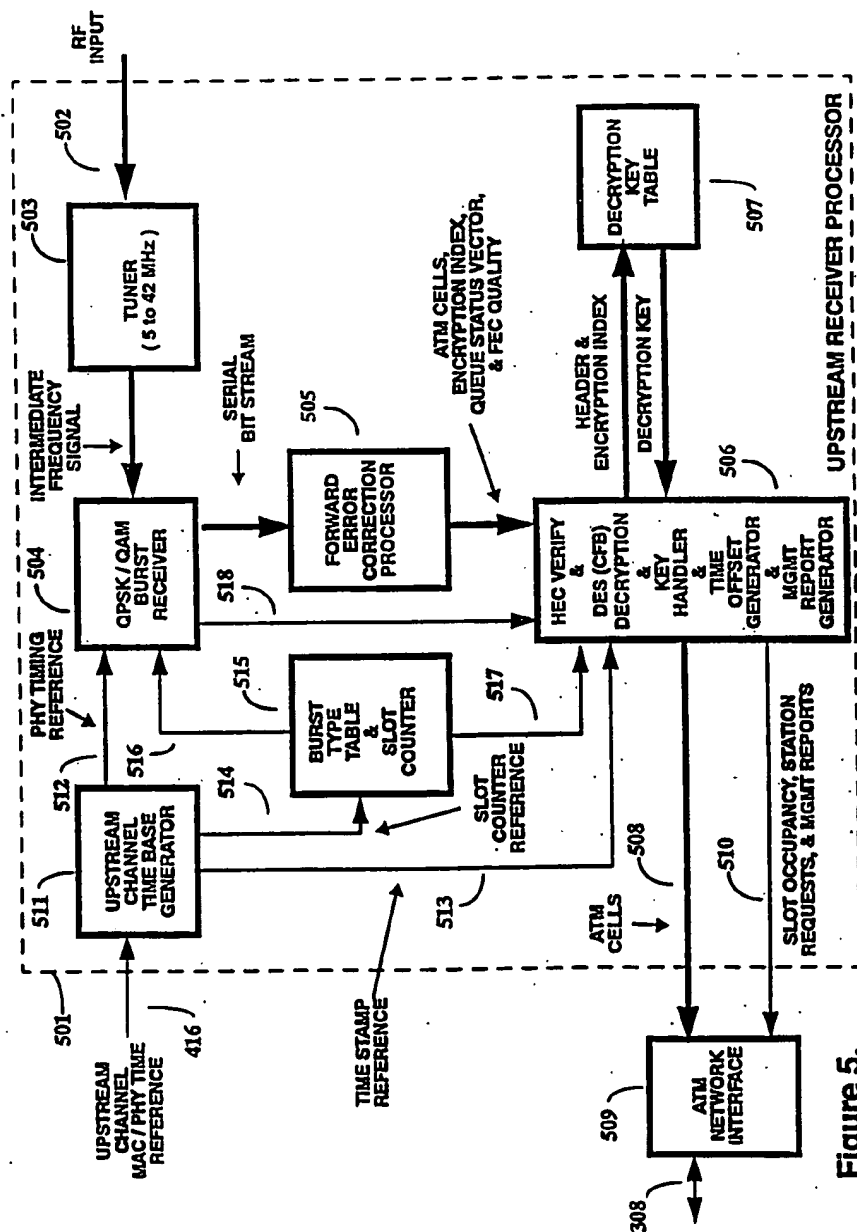 RF
INPUT
502
503
TUNER
( 5 to 42 MHz )
INTERMEDIATE
FREQUENCY
SIGNAL
504
QPSK / QAM
BURST
RECEIVER
PHY TIMING
REFERENCE
512
511
UPSTREAM
CHANNEL
TIME BASE
GENERATOR
501
416
UPSTREAM
CHANNEL
MAC / PHY TIME
REFERENCE
SERIAL
BIT STREAM
505
FORWARD
ERROR
CORRECTION
PROCESSOR
518
516
515
BURST
TYPE
TABLE
&
SLOT
COUNTER
514
517
SLOT
COUNTER
REFERENCE
513
TIME STAMP
REFERENCE
ATM CELLS,
ENCRYPTION INDEX,
QUEUE STATUS VECTOR,
& FEC QUALITY
DECRYPTION
KEY
TABLE
507
HEADER &
ENCRYPTION INDEX
DECRYPTION KEY
506
HEC VERIFY
&
DES (CFB)
DECRYPTION
&
KEY
HANDLER
&
TIME
OFFSET
GENERATOR
&
MGMT
REPORT
GENERATOR
UPSTREAM RECEIVER PROCESSOR
508
ATM
CELLS
510
SLOT OCCUPANCY, STATION
REQUESTS, & MGMT REPORTS
509
ATM
NETWORK
INTERFACE
308
Figure 5.